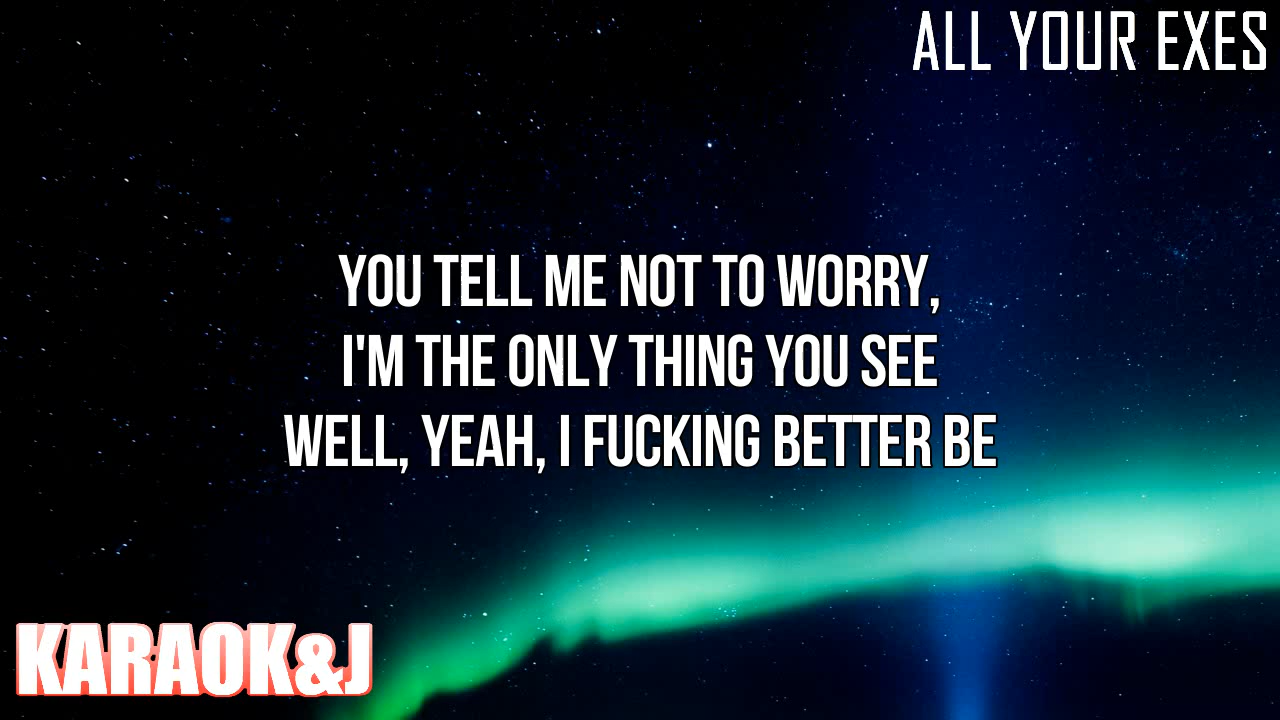 ALL YOUR EXES
YOU TELL ME NOT TO WORRY,
I'M THE ONLY THING YOU SEE
WELL, YEAH, I FUCKING BETTER BE
KARAOK&J